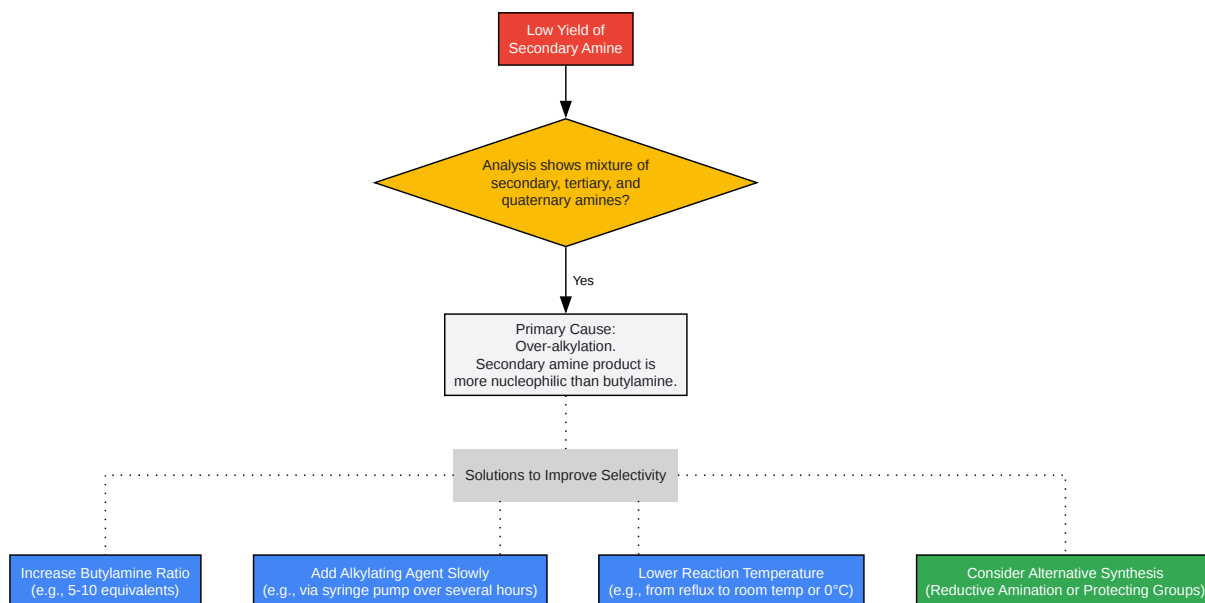 Low Yield of
Secondary Amine
Analysis shows mixture of
secondary, tertiary, and
quaternary amines?
Yes
Primary Cause:
Over-alkylation.
Secondary amine product is
more nucleophilic than butylamine.
Solutions to Improve Selectivity
Increase Butylamine Ratio
(e.g., 5-10 equivalents)
Add Alkylating Agent Slowly
(e.g., via syringe pump over several hours)
Lower Reaction Temperature
(e.g., from reflux to room temp or 0°C)
Consider Alternative Synthesis
(Reductive Amination or Protecting Groups)